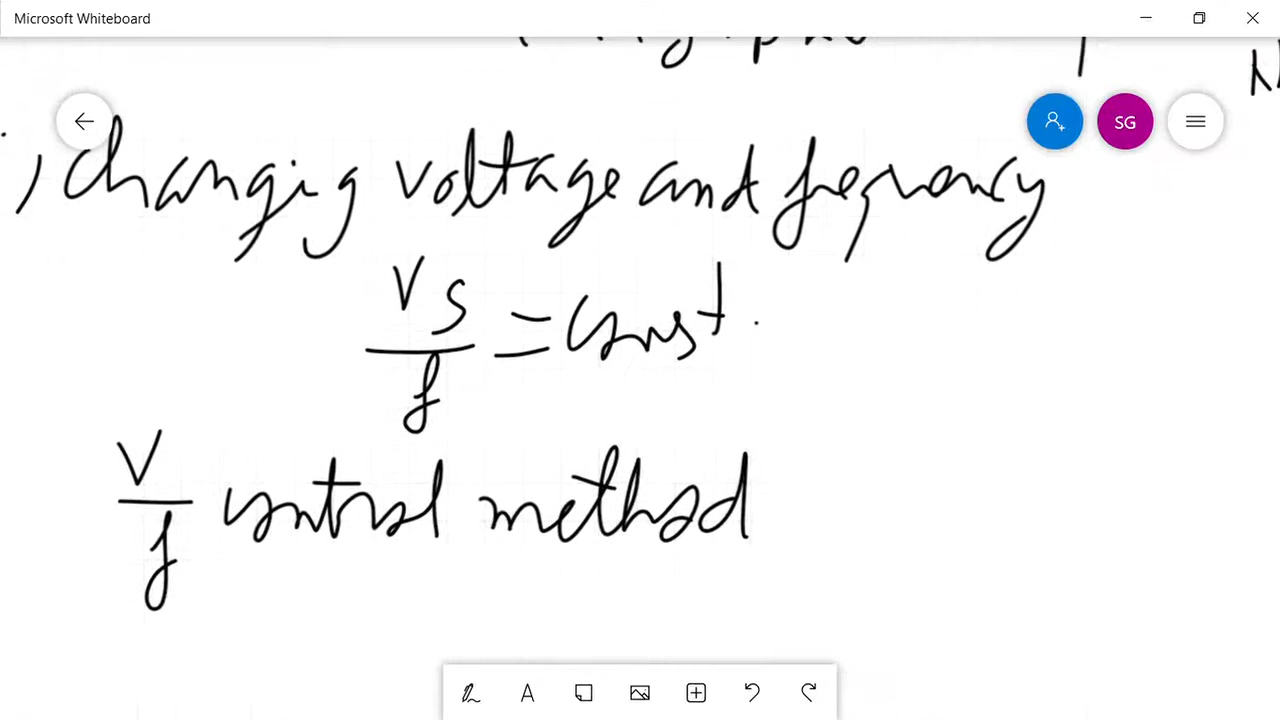 Microsoft Whiteboard
SG
, changing voltage and frequency
Vs
f
= const.
V
f
control method
A